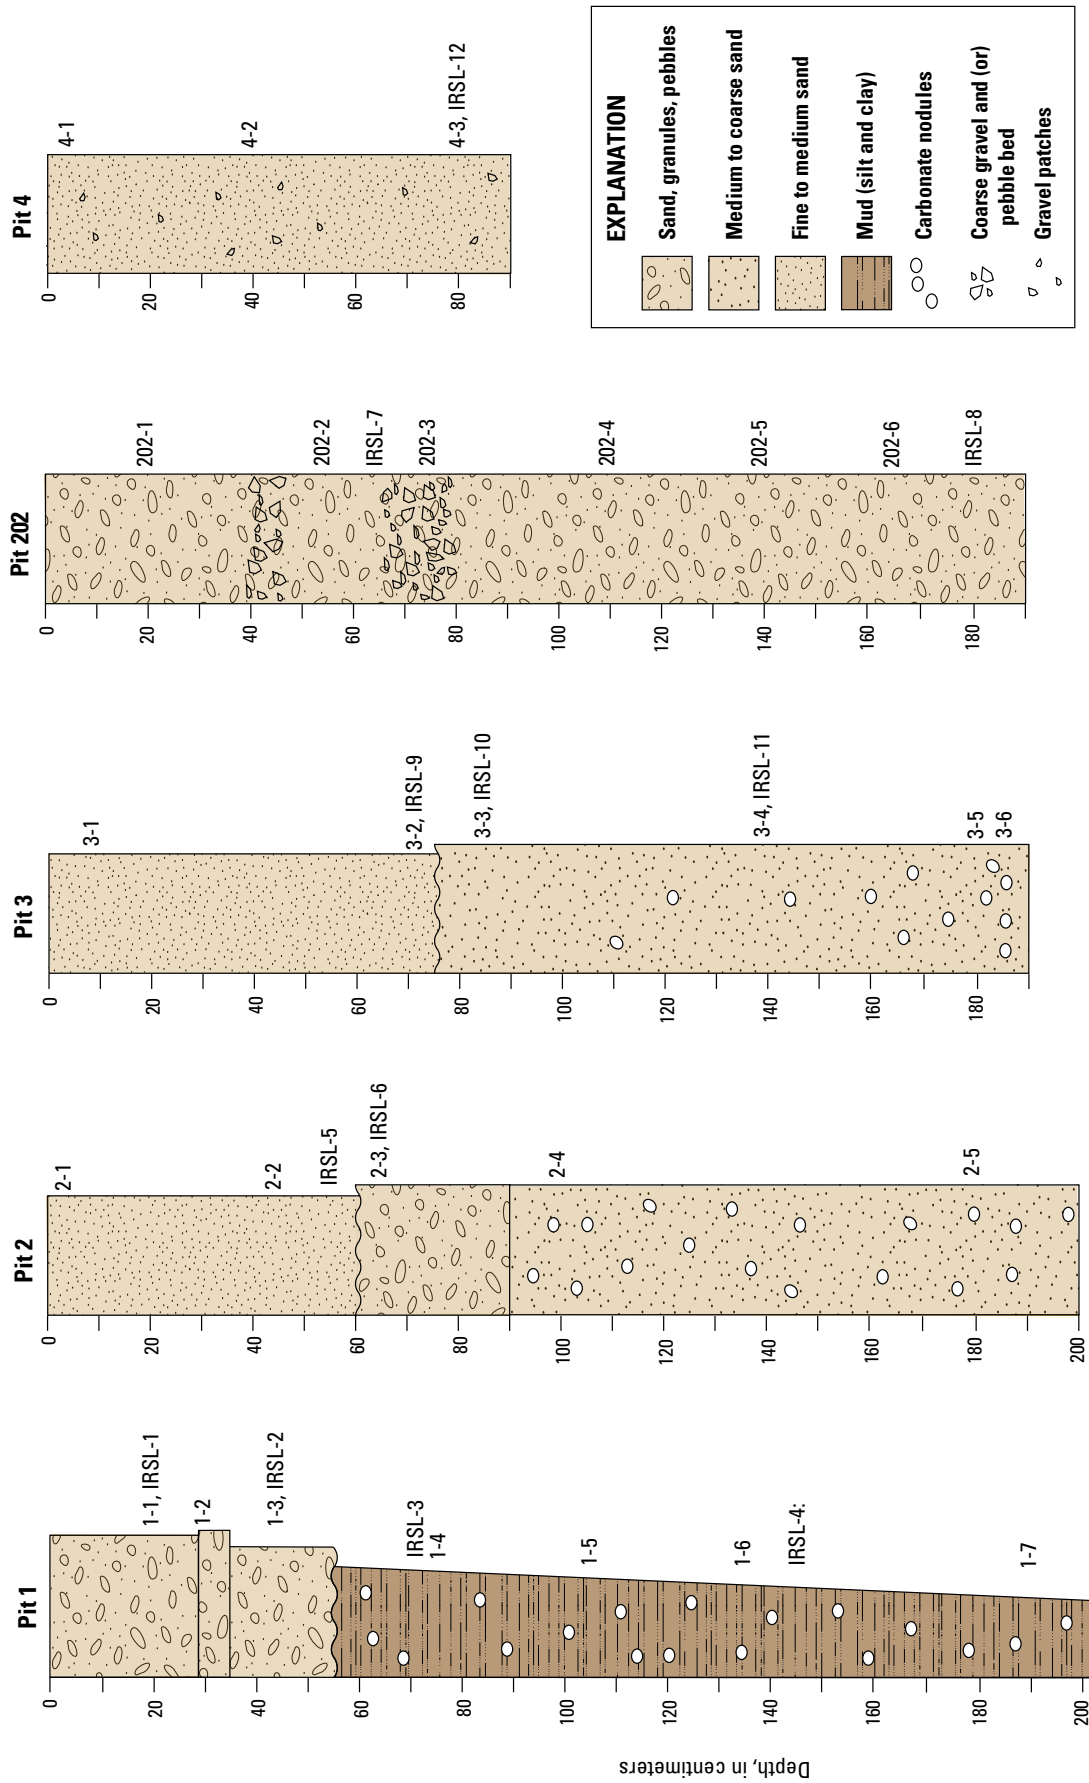 Depth, in centimeters
Pit 1
0
20
40
60
80
100
120
140
160
180
200
1-1, IRSL-1
1-2
1-3, IRSL-2
IRSL-3
1-4
1-5
1-6
IRSL-4:
1-7
Pit 2
0
20
40
60
80
100
120
140
160
180
200
2-1
2-2
IRSL-5
2-3, IRSL-6
2-4
2-5
Pit 3
0
20
40
60
80
100
120
140
160
180
3-1
3-2, IRSL-9
3-3, IRSL-10
3-4, IRSL-11
3-5
3-6
Pit 202
0
20
40
60
80
100
120
140
160
180
202-1
202-2
IRSL-7
202-3
202-4
202-5
202-6
IRSL-8
Pit 4
0
20
40
60
80
4-1
4-2
4-3, IRSL-12
EXPLANATION
Sand, granules, pebbles
Medium to coarse sand
Fine to medium sand
Mud (silt and clay)
Carbonate nodules
Coarse gravel and (or)
pebble bed
Gravel patches